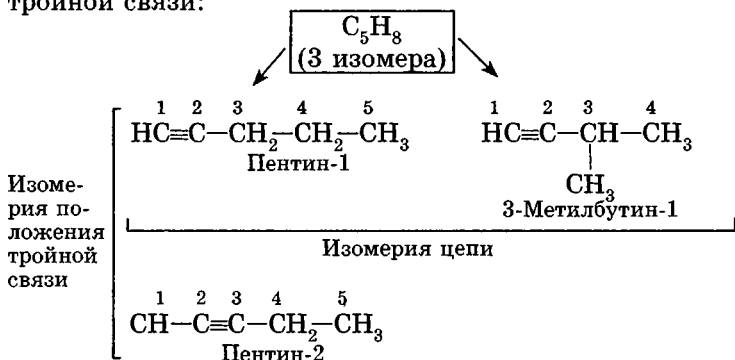 тройной связи:
C₅H₈
(3 изомера)
1 2 3 4 5
HC≡C—CH₂—CH₂—CH₃
Пентин-1
1 2 3 4
HC≡C—CH—CH₃
CH₃
3-Метилбутин-1
Изоме-
рия по-
ложения
тройной
связи
Изомерия цепи
1 2 3 4 5
CH—C≡C—CH₂—CH₃
Пентин-2